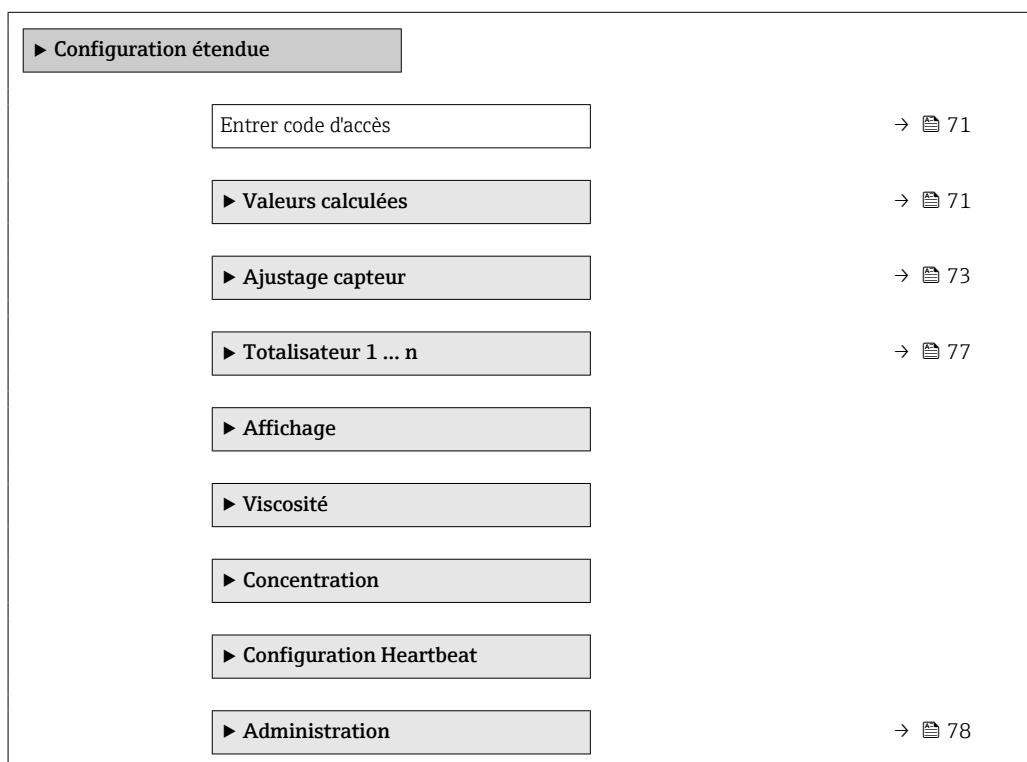 ► Configuration étendue
Entrer code d'accès → 71
► Valeurs calculées → 71
► Ajustage capteur → 73
► Totalisateur 1 ... n → 77
► Affichage
► Viscosité
► Concentration
► Configuration Heartbeat
► Administration → 78